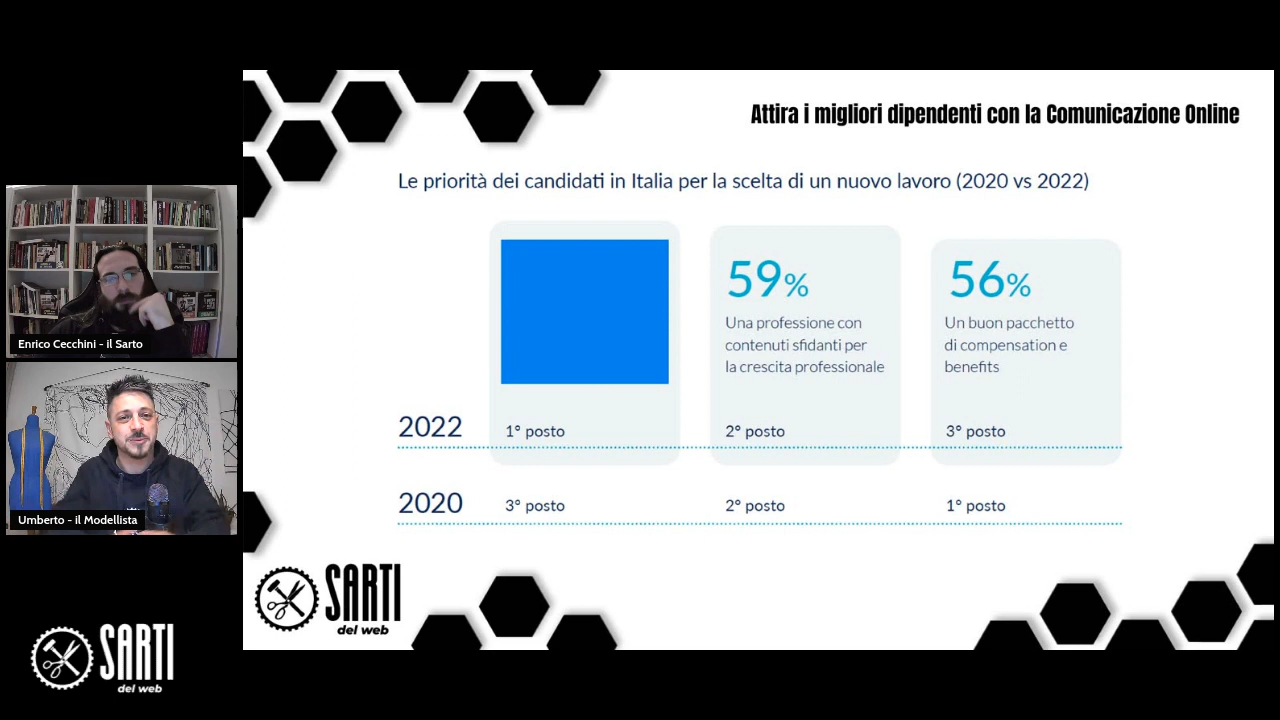 Attira i migliori dipendenti con la Comunicazione Online
Le priorità dei candidati in Italia per la scelta di un nuovo lavoro (2020 vs 2022)
59%
Una professione con
contenuti sfidanti per
la crescita professionale
56%
Un buon pacchetto
di compensation e
benefits
2022 1° posto 2° posto 3° posto
2020 3° posto 2° posto 1° posto
Enrico Cecchini - il Sarto
Umberto - il Modellista
SARTI
del web
SARTI
del web